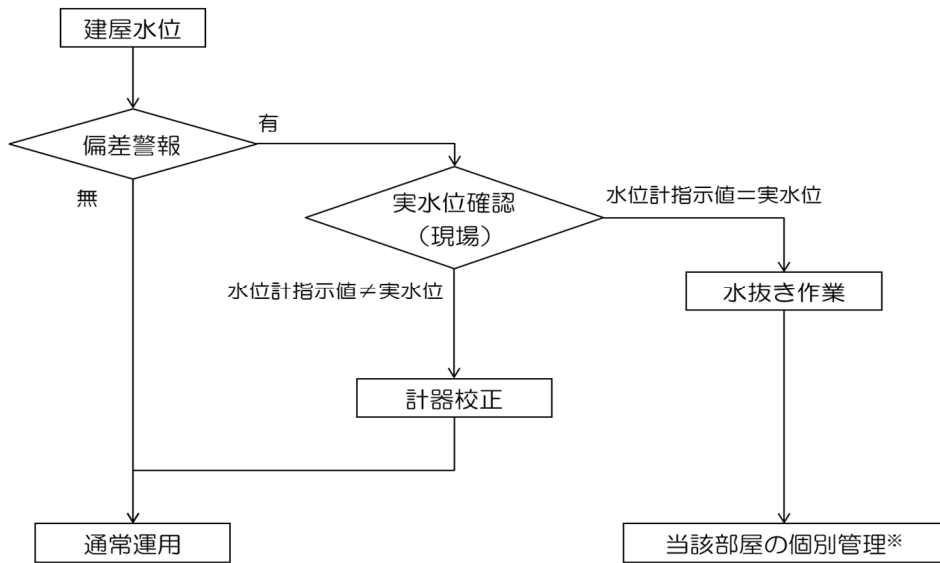 建屋水位
偏差警報
有
無
実水位確認
（現場）
水位計指示値＝実水位
水位計指示値≠実水位
水抜き作業
計器校正
通常運用
当該部屋の個別管理※